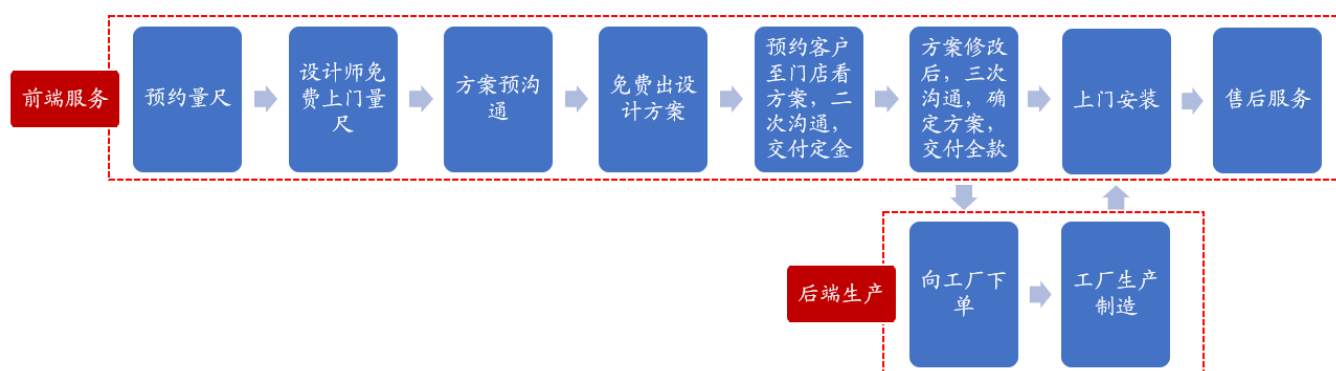 前端服务
预约量尺
设计师免
费上门量
尺
方案预沟
通
免费出设
计方案
预约客户
至门店看
方案，二
次沟通，
交付定金
方案修改
后，三次
沟通，确
定方案，
交付全款
上门安装
售后服务
后端生产
向工厂下
单
工厂生产
制造